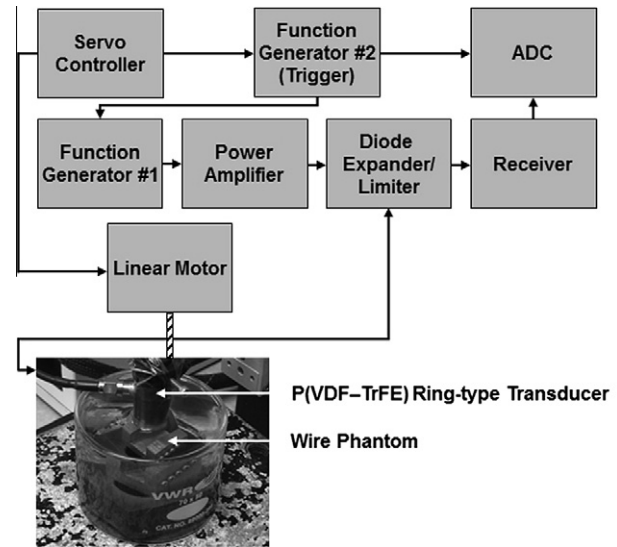 Servo
Controller
Function
Generator #2
(Trigger)
ADC
Function
Generator #1
Power
Amplifier
Diode
Expander/
Limiter
Receiver
Linear Motor
P(VDF–TrFE) Ring-type Transducer
Wire Phantom
VWR